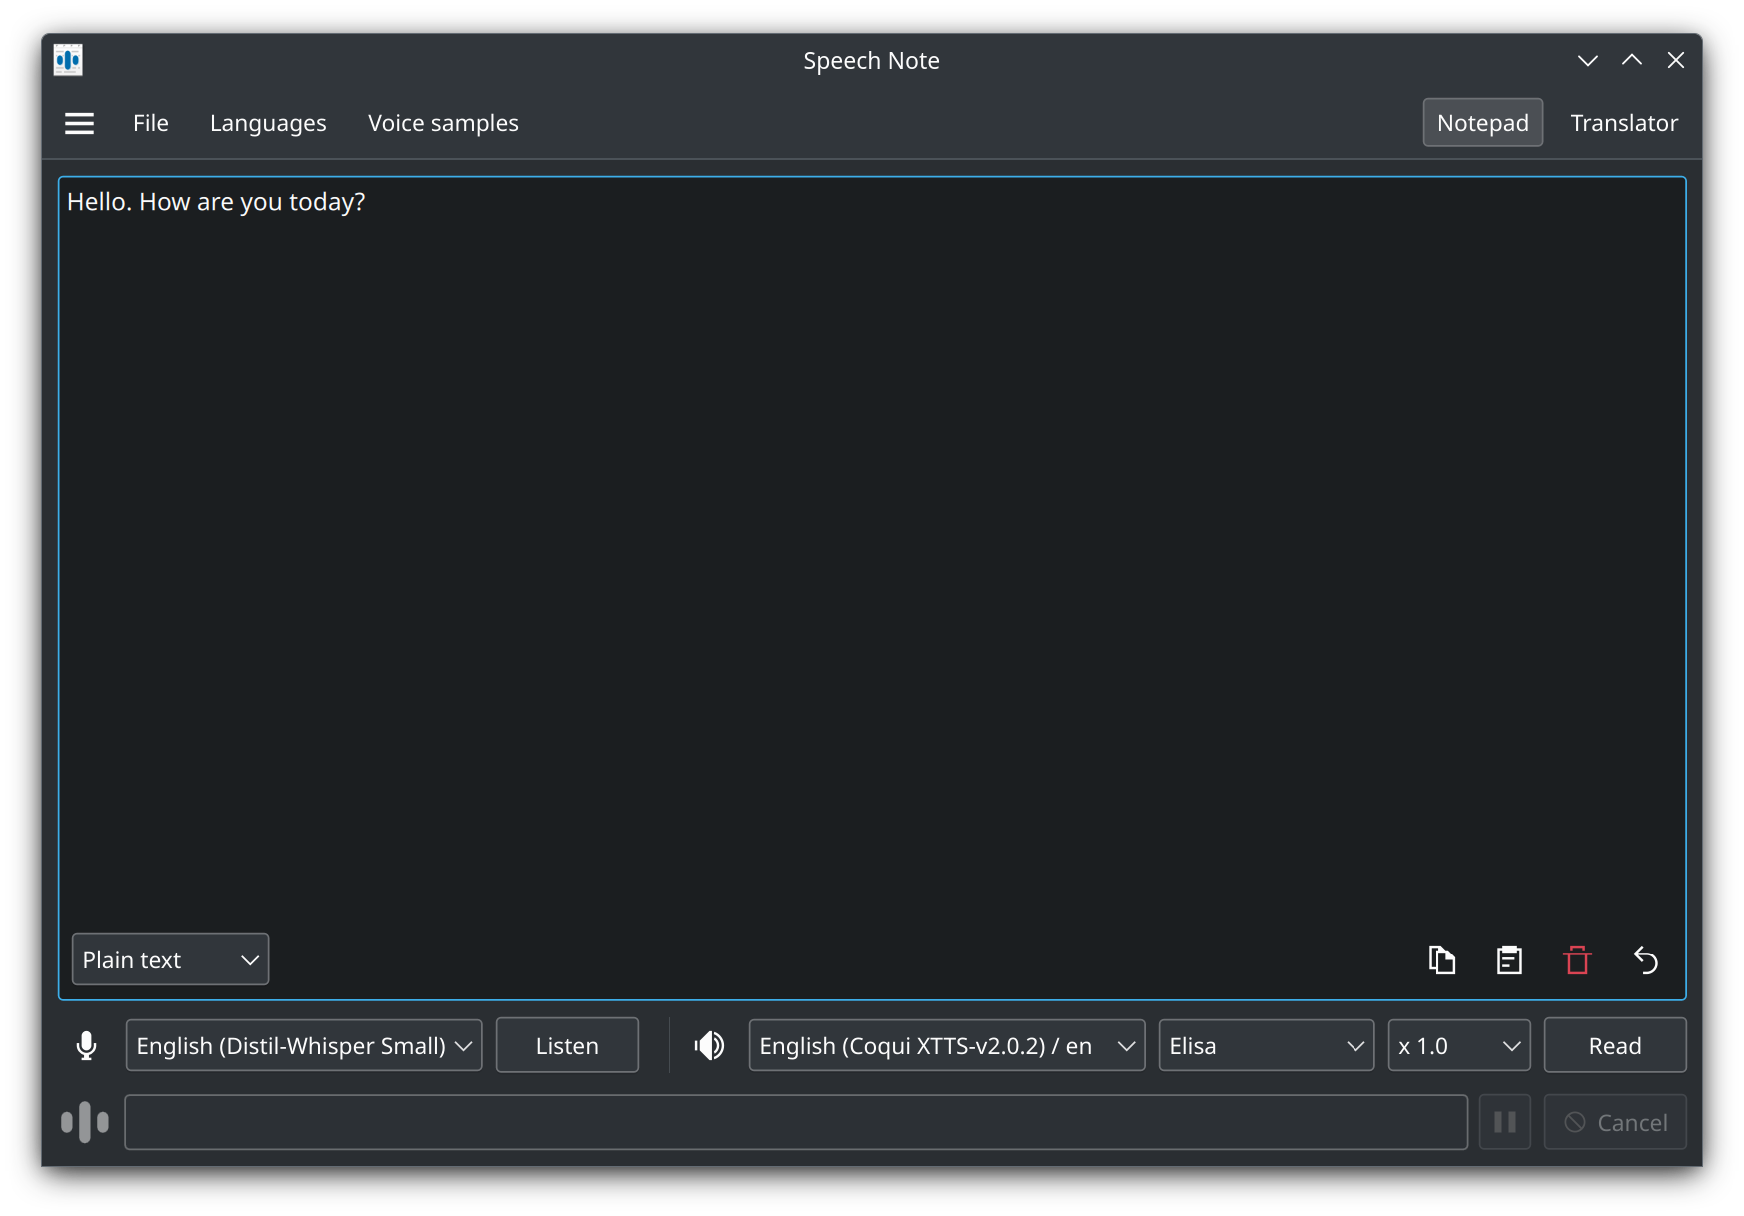 Speech Note
File Languages Voice samples Notepad Translator
Hello. How are you today?
Plain text
English (Distil-Whisper Small) Listen English (Coqui XTTS-v2.0.2) / en Elisa x 1.0 Read
Cancel